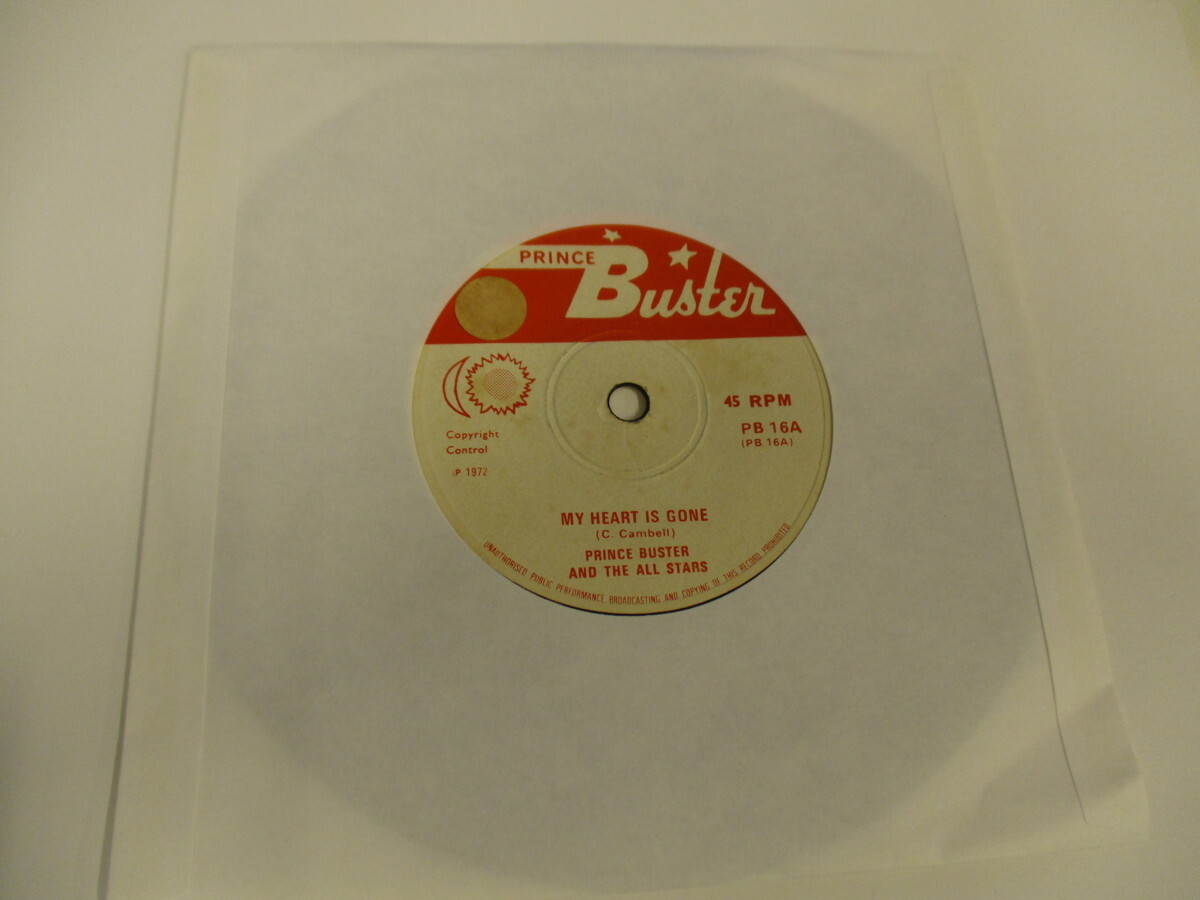 PRINCE
Buster
45 RPM
PB 16A
(PB 16A)
Copyright
Control
℗ 1972
MY HEART IS GONE
(C. Cambell)
PRINCE BUSTER
AND THE ALL STARS
UNAUTHORISED PUBLIC PERFORMANCE BROADCASTING AND COPYING OF THIS RECORD PROHIBITED